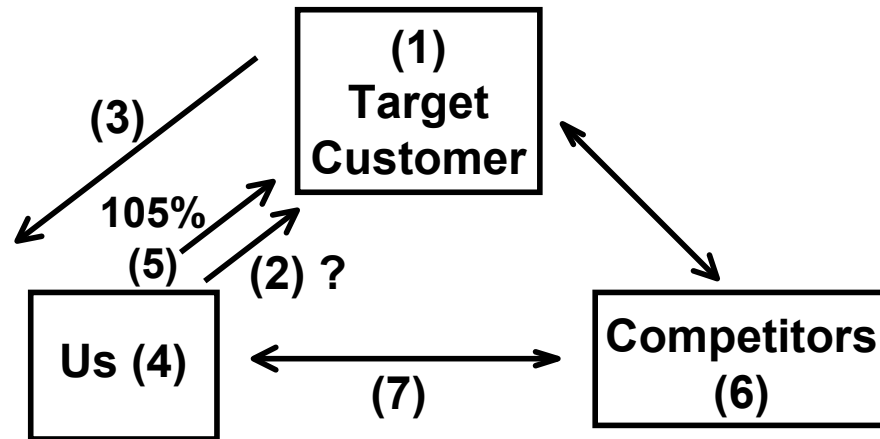 (1)
Target
Customer
(3)
105%
(5)
(2) ?
Us (4)
Competitors
(6)
(7)